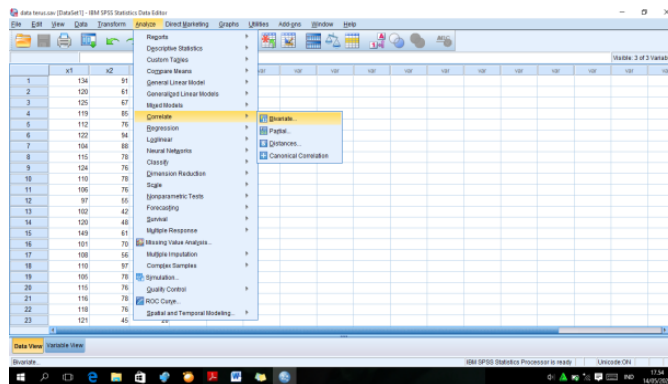 data terus.sav [DataSet1] - IBM SPSS Statistics Data Editor
File Edit View Data Transform Analyze Direct Marketing Graphs Utilities Add-ons Window Help
Visible: 3 of 3 Variab
x1 x2 var var var var var var var var var var
Reports
Descriptive Statistics
Custom Tables
Compare Means
General Linear Model
Generalized Linear Models
Mixed Models
Correlate
Regression
Loglinear
Neural Networks
Classify
Dimension Reduction
Scale
Nonparametric Tests
Forecasting
Survival
Multiple Response
Missing Value Analysis...
Multiple Imputation
Complex Samples
Simulation...
Quality Control
ROC Curve...
Spatial and Temporal Modeling...
Bivariate...
Partial...
Distances...
Canonical Correlation
1 134 91
2 120 61
3 125 67
4 119 85
5 112 76
6 122 94
7 104 88
8 115 78
9 124 76
10 110 78
11 106 76
12 97 55
13 102 42
14 120 48
15 149 61
16 101 70
17 108 56
18 110 97
19 105 78
20 115 76
21 116 78
22 118 76
23 121 45
Data View Variable View
Bivariate... IBM SPSS Statistics Processor is ready Unicode:ON
IND 17.54